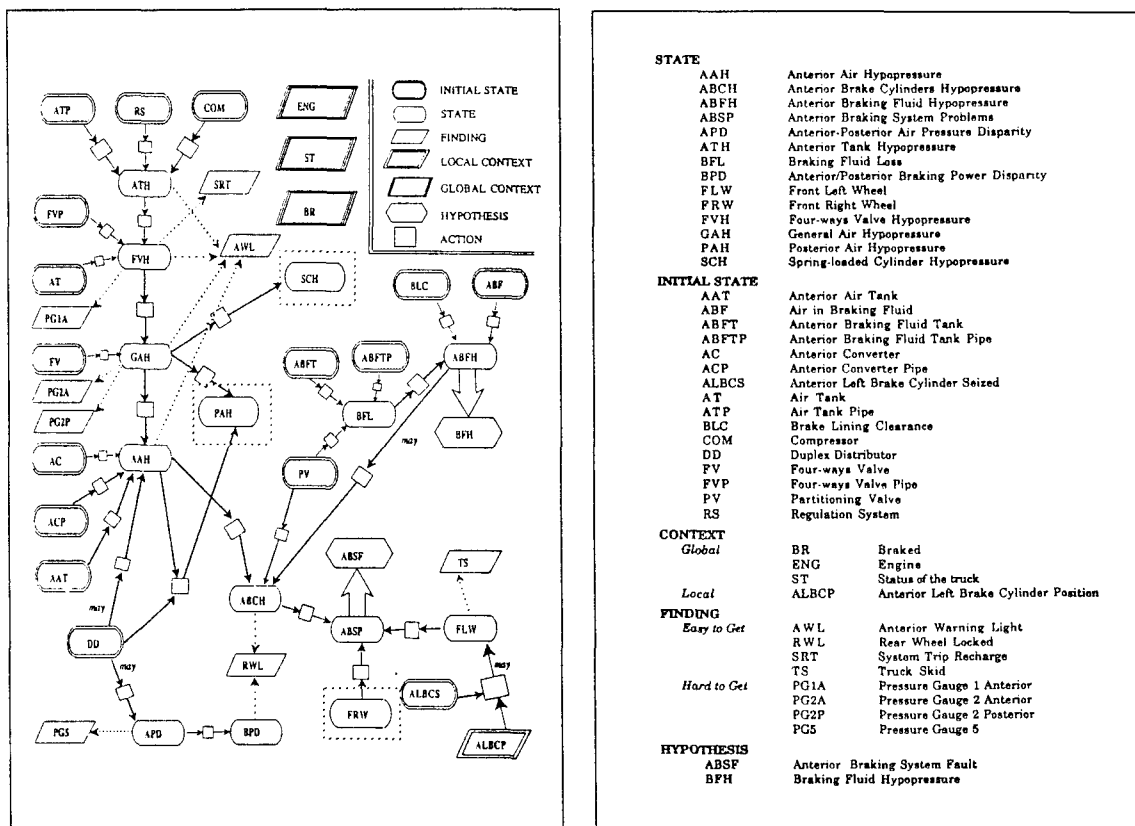 ATP
RS
COM
ENG
INITIAL STATE
STATE
FINDING
LOCAL CONTEXT
GLOBAL CONTEXT
HYPOTHESIS
ACTION
ST
BR
ATH
SRT
FVP
AWL
FVH
AT
SCH
PG1A
BLC
ABF
FV
GAH
ABFT
ABFTP
ABFH
PG2A
PG2P
PAH
BFL
BFH
may
AC
AAH
PV
ACP
ABSF
TS
AAT
may
ABCH
ABSP
FLW
DD
may
RWL
may
ALBCS
FRW
PG5
APD
BPD
ALBCP
STATE
AAH Anterior Air Hypopressure
ABCH Anterior Brake Cylinders Hypopressure
ABFH Anterior Braking Fluid Hypopressure
ABSP Anterior Braking System Problems
APD Anterior-Posterior Air Pressure Disparity
ATH Anterior Tank Hypopressure
BFL Braking Fluid Loss
BPD Anterior/Posterior Braking Power Disparity
FLW Front Left Wheel
FRW Front Right Wheel
FVH Four-ways Valve Hypopressure
GAH General Air Hypopressure
PAH Posterior Air Hypopressure
SCH Spring-loaded Cylinder Hypopressure
INITIAL STATE
AAT Anterior Air Tank
ABF Air in Braking Fluid
ABFT Anterior Braking Fluid Tank
ABFTP Anterior Braking Fluid Tank Pipe
AC Anterior Converter
ACP Anterior Converter Pipe
ALBCS Anterior Left Brake Cylinder Seized
AT Air Tank
ATP Air Tank Pipe
BLC Brake Lining Clearance
COM Compressor
DD Duplex Distributor
FV Four-ways Valve
FVP Four-ways Valve Pipe
PV Partitioning Valve
RS Regulation System
CONTEXT
Global BR Braked
ENG Engine
ST Status of the truck
Local ALBCP Anterior Left Brake Cylinder Position
FINDING
Easy to Get AWL Anterior Warning Light
RWL Rear Wheel Locked
SRT System Trip Recharge
TS Truck Skid
Hard to Get PG1A Pressure Gauge 1 Anterior
PG2A Pressure Gauge 2 Anterior
PG2P Pressure Gauge 2 Posterior
PG5 Pressure Gauge 5
HYPOTHESIS
ABSF Anterior Braking System Fault
BFH Braking Fluid Hypopressure